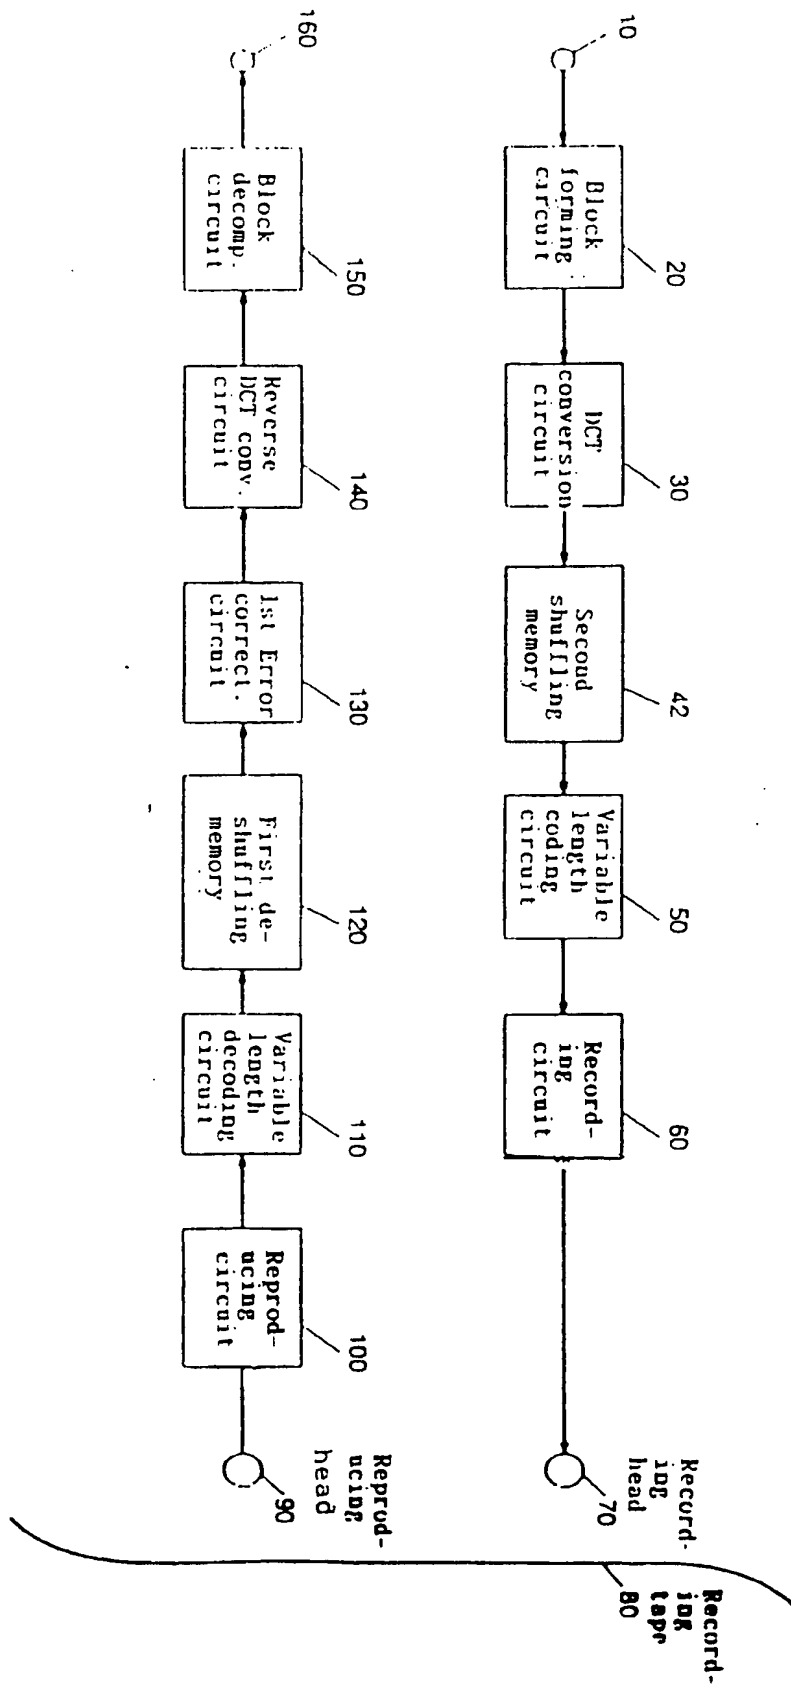 10
Block
forming
circuit
20
DCT
conversion
circuit
30
Secoud
shuffling
memory
42
Variable
length
coding
circuit
50
Record-
ing
circuit
60
Record-
ing
head
70
Record-
ing
tape
80
160
Block
decomp.
circuit
150
Reverse
DCT conv.
circuit
140
1st Error
correct.
circuit
130
First de-
shuffling
memory
120
Variable
length
decoding
circuit
110
Reprod-
ucing
circuit
100
Reprod-
ucing
head
90